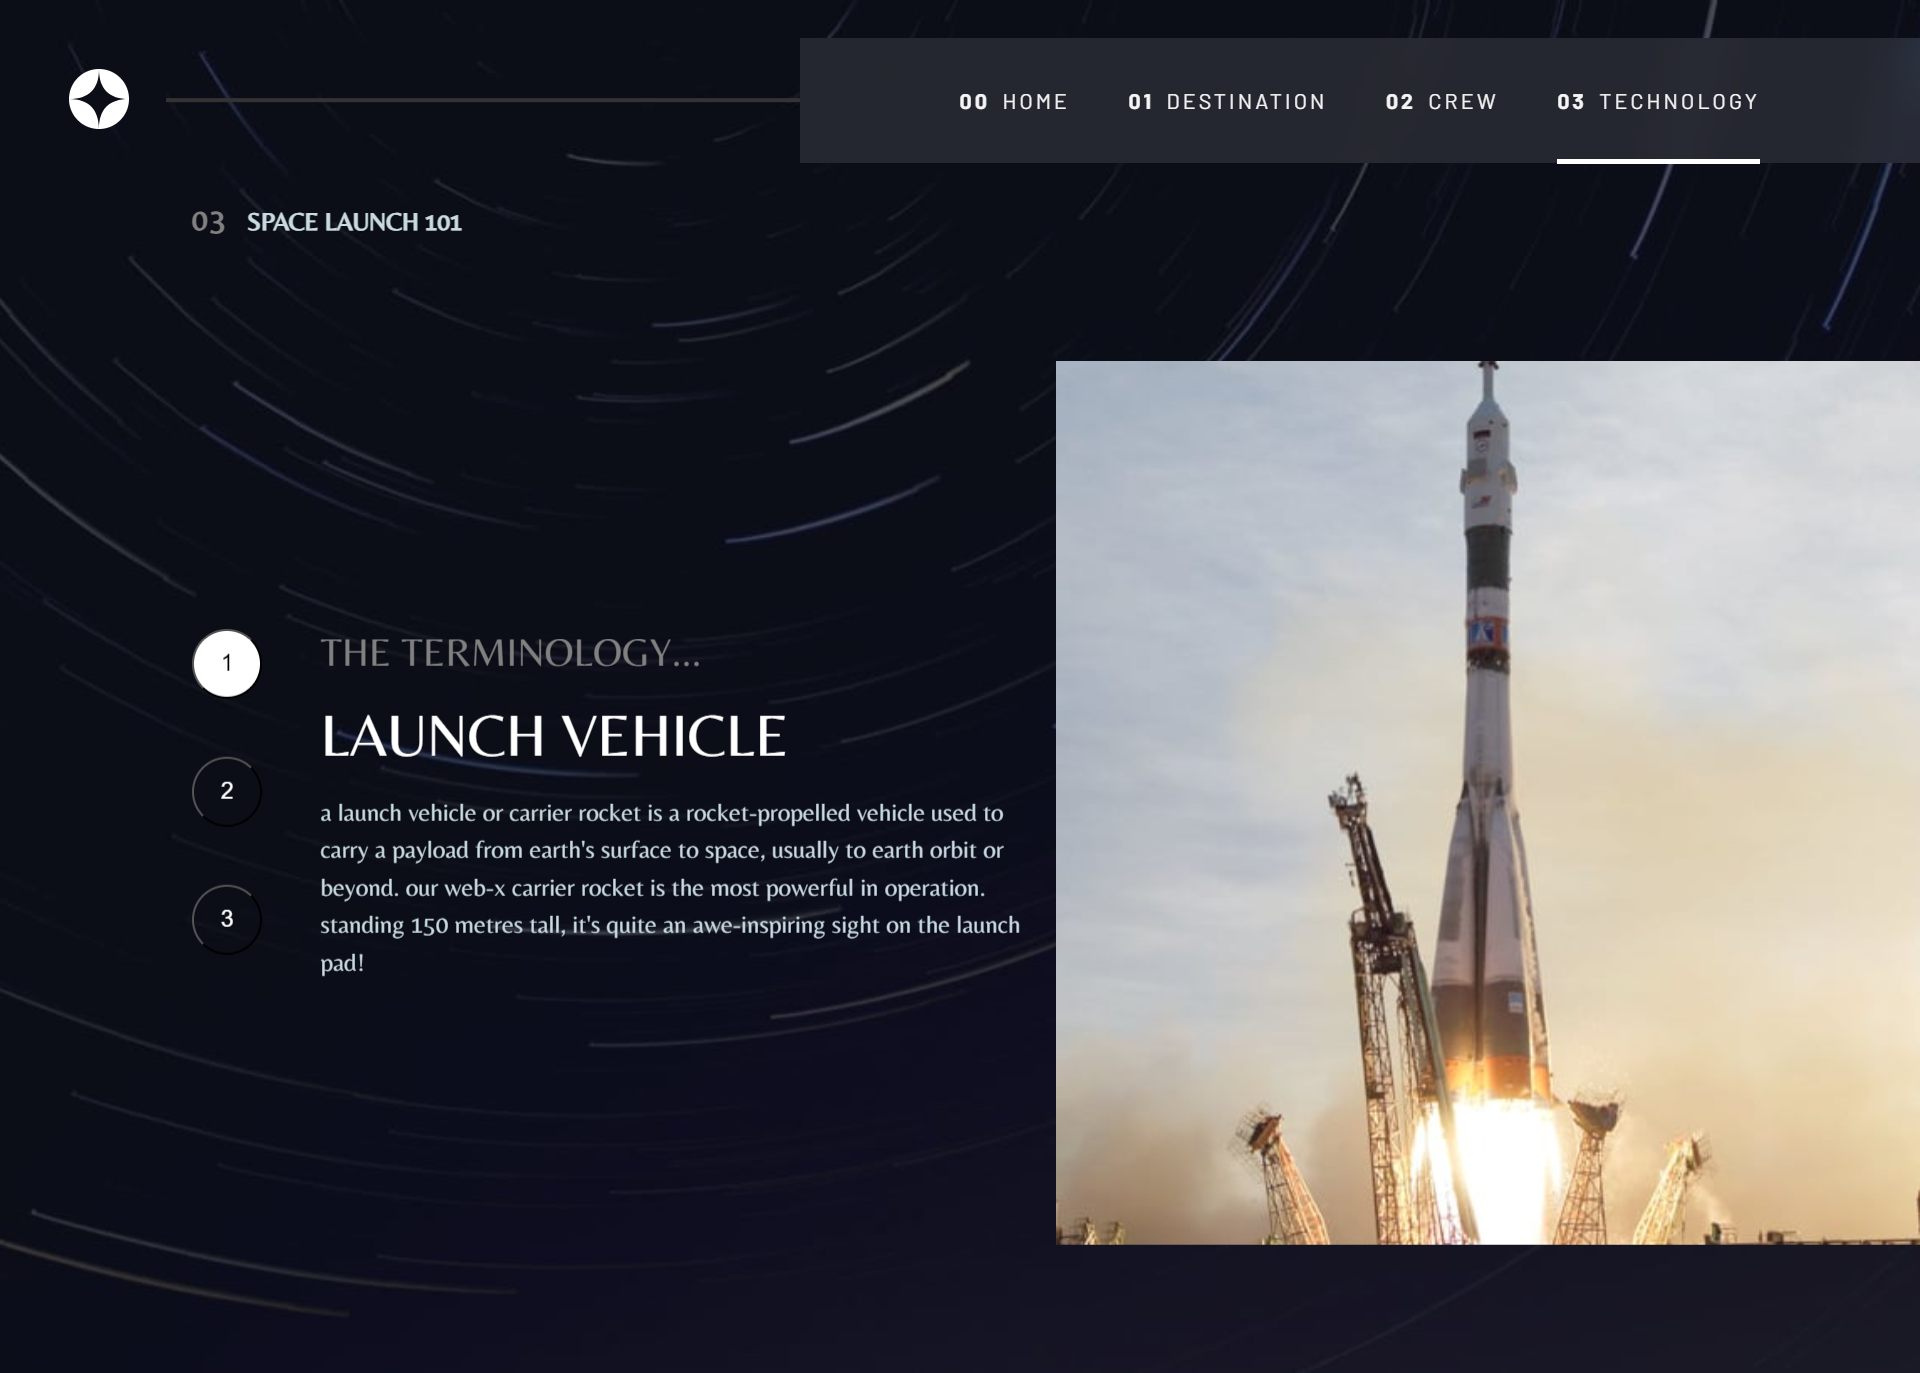 00 HOME 01 DESTINATION 02 CREW 03 TECHNOLOGY
03 SPACE LAUNCH 101
1
2
3
THE TERMINOLOGY...
LAUNCH VEHICLE
a launch vehicle or carrier rocket is a rocket-propelled vehicle used to
carry a payload from earth's surface to space, usually to earth orbit or
beyond. our web-x carrier rocket is the most powerful in operation.
standing 150 metres tall, it's quite an awe-inspiring sight on the launch
pad!